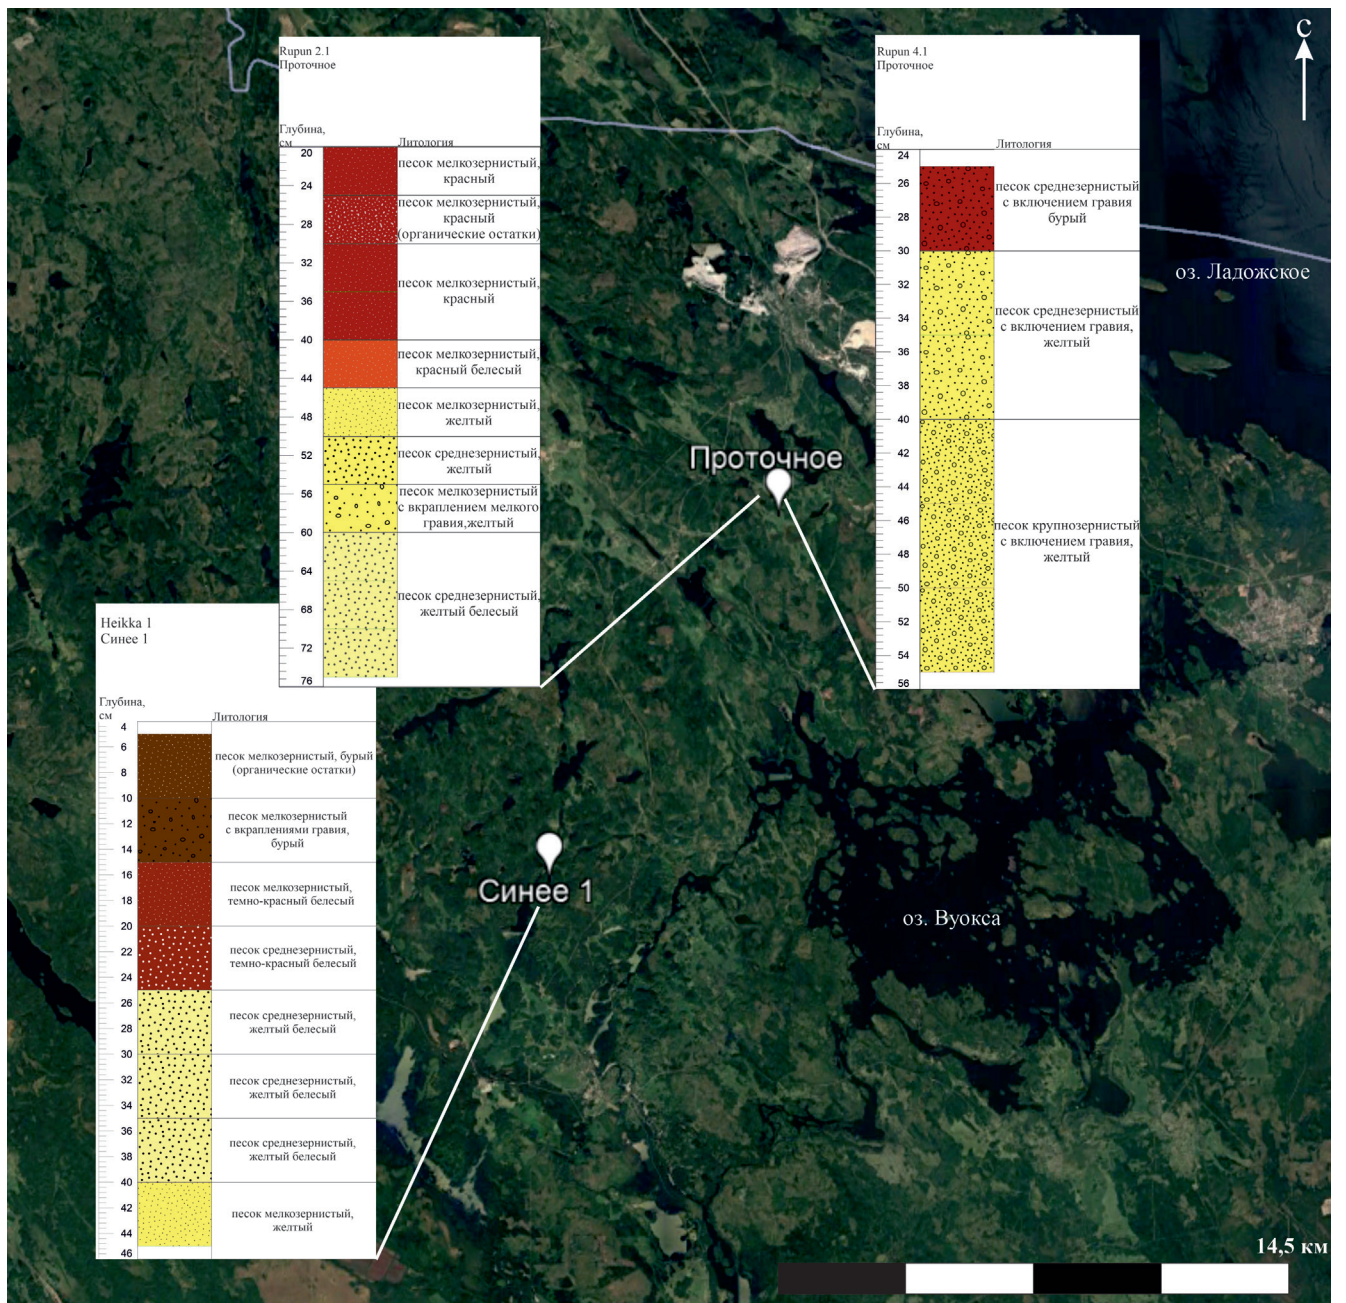 Rupun 2.1
Проточное
Глубина,
см
Литология
20
24
28
32
36
40
44
48
52
56
60
64
68
72
76
песок мелкозернистый,
красный
песок мелкозернистый,
красный
(органические остатки)
песок мелкозернистый,
красный
песок мелкозернистый,
красный белесый
песок мелкозернистый,
желтый
песок среднезернистый,
желтый
песок мелкозернистый
с вкраплением мелкого
гравия,желтый
песок среднезернистый,
желтый белесый
Rupun 4.1
Проточное
Глубина,
см
Литология
24
26
28
30
32
34
36
38
40
42
44
46
48
50
52
54
56
песок среднезернистый
с включением гравия
бурый
песок среднезернистый
с включением гравия,
желтый
песок крупнозернистый
с включением гравия,
желтый
С
оз. Ладожское
Проточное
Heikka 1
Синее 1
Глубина,
см
Литология
4
6
8
10
12
14
16
18
20
22
24
26
28
30
32
34
36
38
40
42
44
46
песок мелкозернистый, бурый
(органические остатки)
песок мелкозернистый
с вкраплениями гравия,
бурый
песок мелкозернистый,
темно-красный белесый
песок среднезернистый,
темно-красный белесый
песок среднезернистый,
желтый белесый
песок среднезернистый,
желтый белесый
песок среднезернистый,
желтый белесый
песок мелкозернистый,
желтый
Синее 1
оз. Вуокса
14,5 км